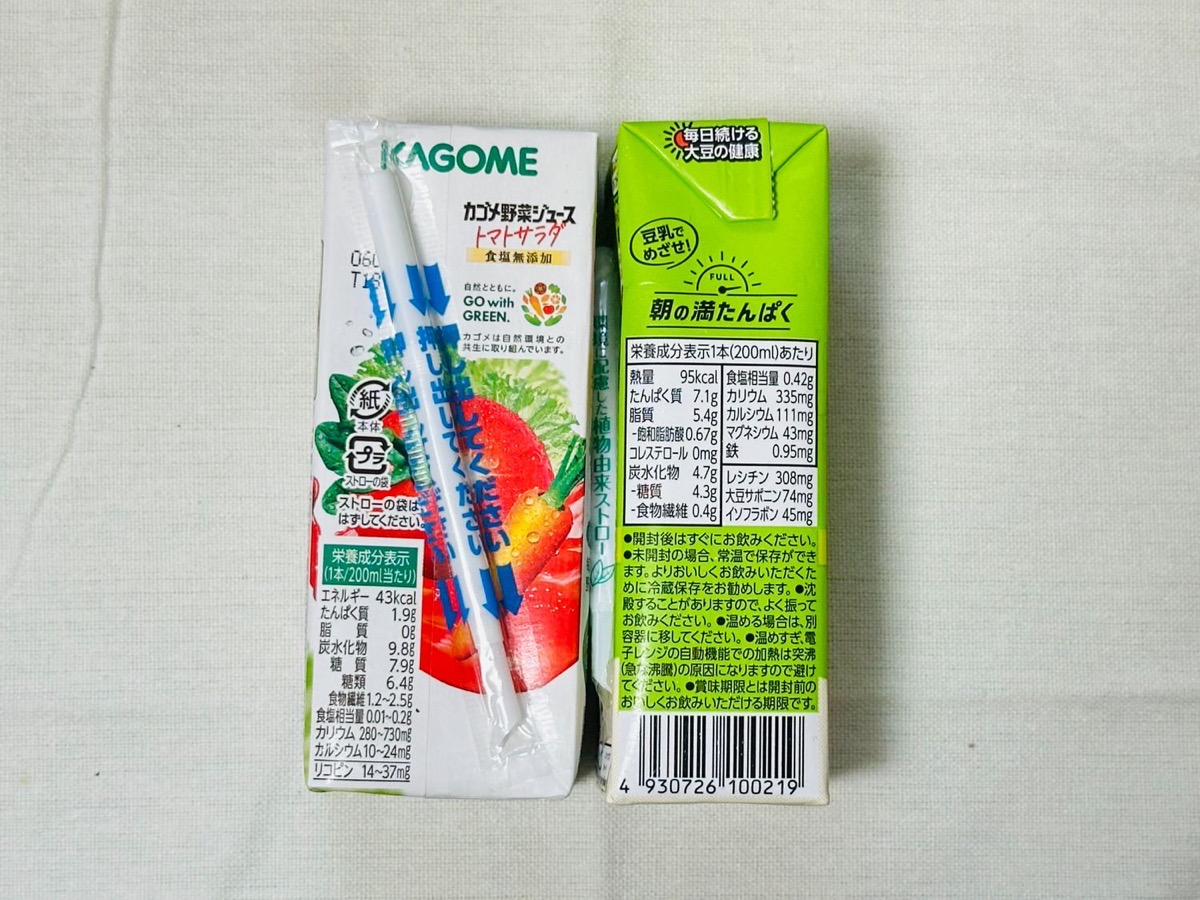 KAGOME
カゴメ野菜ジュース
トマトサラダ
食塩無添加
自然とともに。
GO with
GREEN.
カゴメは自然環境との
共生に取り組んでいます。
押し出してください
紙
本体
プラ
ストローの袋
ストローの袋は
はずしてください
栄養成分表示
(1本/200ml当たり)
エネルギー 43kcal
たんぱく質 1.9g
脂質 0g
炭水化物 9.8g
糖質 7.9g
糖類 6.4g
食物繊維 1.2~2.5g
食塩相当量 0.01~0.2g
カリウム 280~730mg
カルシウム 10~24mg
リコピン 14~37mg
配慮した植物由来ストロー
毎日続ける
大豆の健康
豆乳で
めざせ!
FULL
朝の満たんぱく
栄養成分表示1本(200ml)あたり
熱量 95kcal
たんぱく質 7.1g
脂質 5.4g
-飽和脂肪酸 0.67g
コレステロール 0mg
炭水化物 4.7g
-糖質 4.3g
-食物繊維 0.4g
食塩相当量 0.42g
カリウム 335mg
カルシウム 111mg
マグネシウム 43mg
鉄 0.95mg
レシチン 308mg
大豆サポニン 74mg
イソフラボン 45mg
●開封後はすぐにお飲みください。
●未開封の場合、常温で保存ができ
ます。よりおいしくお飲みいただくた
めに冷蔵保存をお勧めします。●沈
殿することがありますので、よく振って
お飲みください。●温める場合は、別
容器に移してください。●温めすぎ、電
子レンジの自動機能での加熱は突沸
(急な沸騰)の原因になりますので避け
てください。●賞味期限とは開封前の
おいしくお飲みいただける期限です。
4 930726 100219